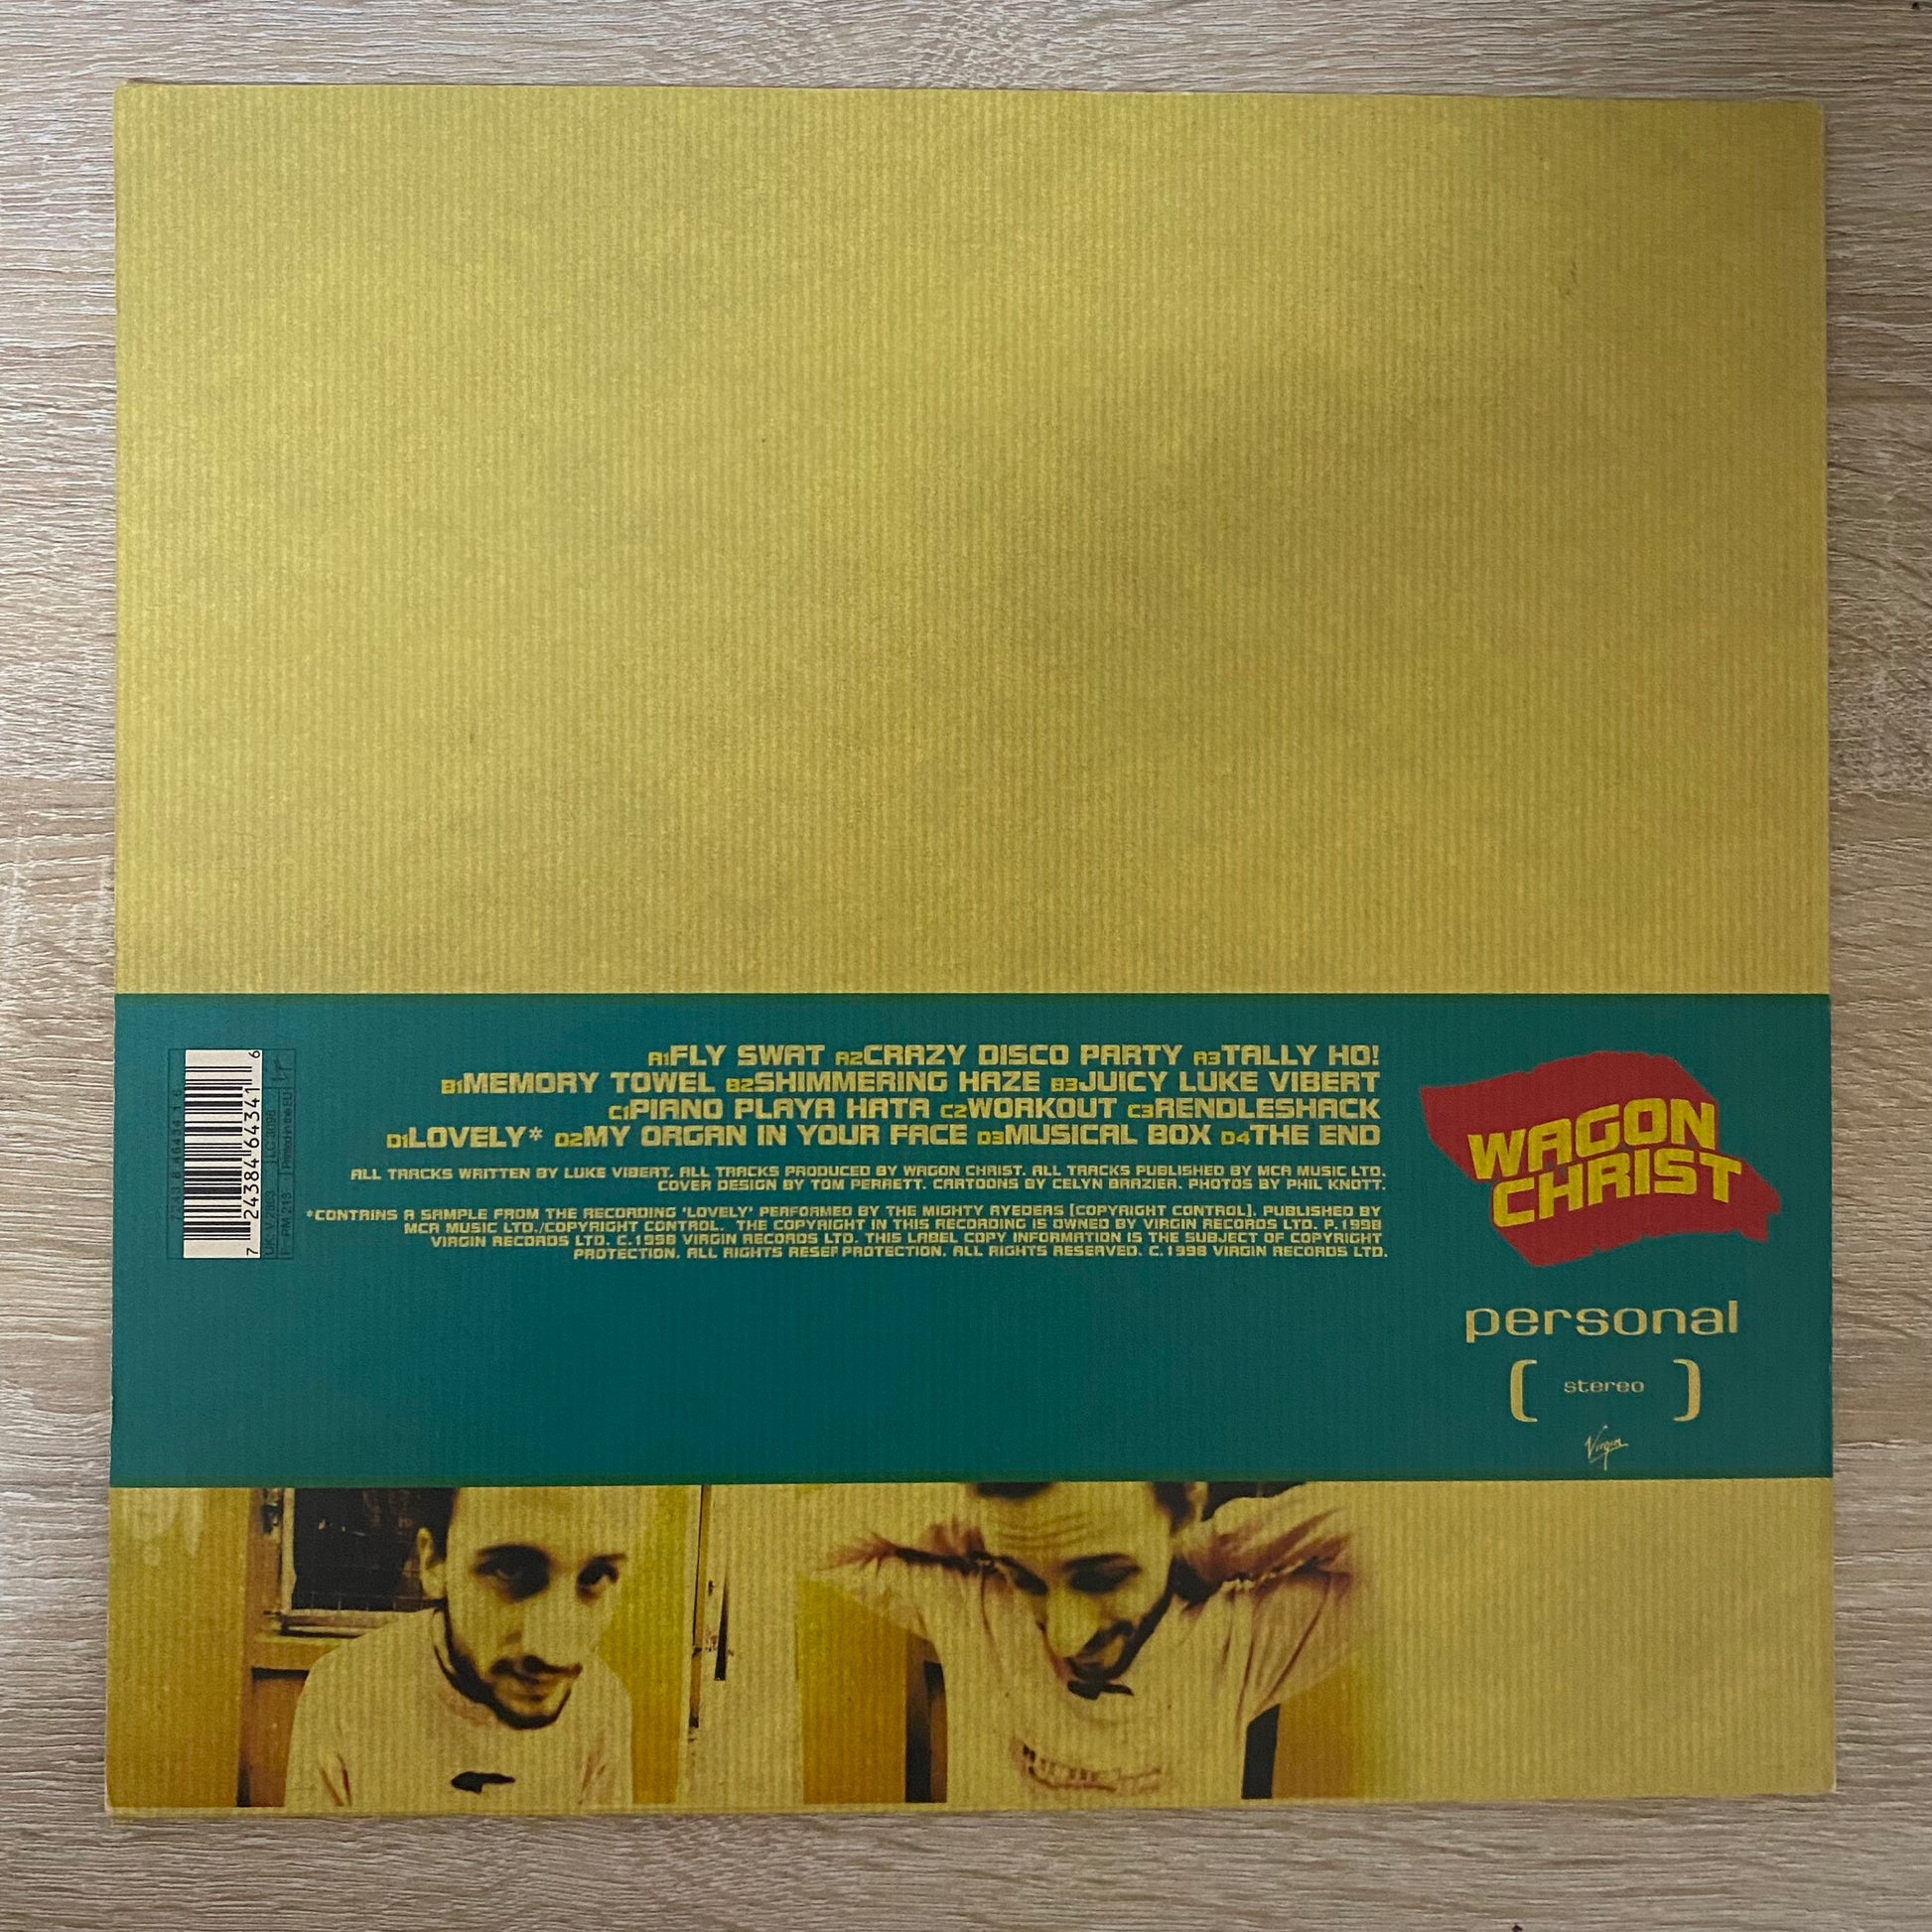 A1FLY SWAT A2CRAZY DISCO PARTY A3TALLY HO!
B1MEMORY TOWEL B2SHIMMERING HAZE B3JUICY LUKE VIBERT
C1PIANO PLAYA HATA C2WORKOUT C3RENDLESHACK
D1LOVELY* D2MY ORGAN IN YOUR FACE D3MUSICAL BOX D4THE END
ALL TRACKS WRITTEN BY LUKE VIBERT. ALL TRACKS PRODUCED BY WAGON CHRIST. ALL TRACKS PUBLISHED BY MCA MUSIC LTD.
COVER DESIGN BY TOM PERRETT. CARTOONS BY CELYN BRAZIER. PHOTOS BY PHIL KNOTT.
*CONTAINS A SAMPLE FROM THE RECORDING 'LOVELY' PERFORMED BY THE MIGHTY RYEDERS [COPYRIGHT CONTROL]. PUBLISHED BY
MCA MUSIC LTD./COPYRIGHT CONTROL. THE COPYRIGHT IN THIS RECORDING IS OWNED BY VIRGIN RECORDS LTD. P.1998
VIRGIN RECORDS LTD. C.1998 VIRGIN RECORDS LTD. THIS LABEL COPY INFORMATION IS THE SUBJECT OF COPYRIGHT
PROTECTION. ALL RIGHTS RESER PROTECTION. ALL RIGHTS RESERVED. C.1998 VIRGIN RECORDS LTD.
7 24384 64341 6
Printed in the EU
WAGON
CHRIST
personal
[ stereo ]
Virgin